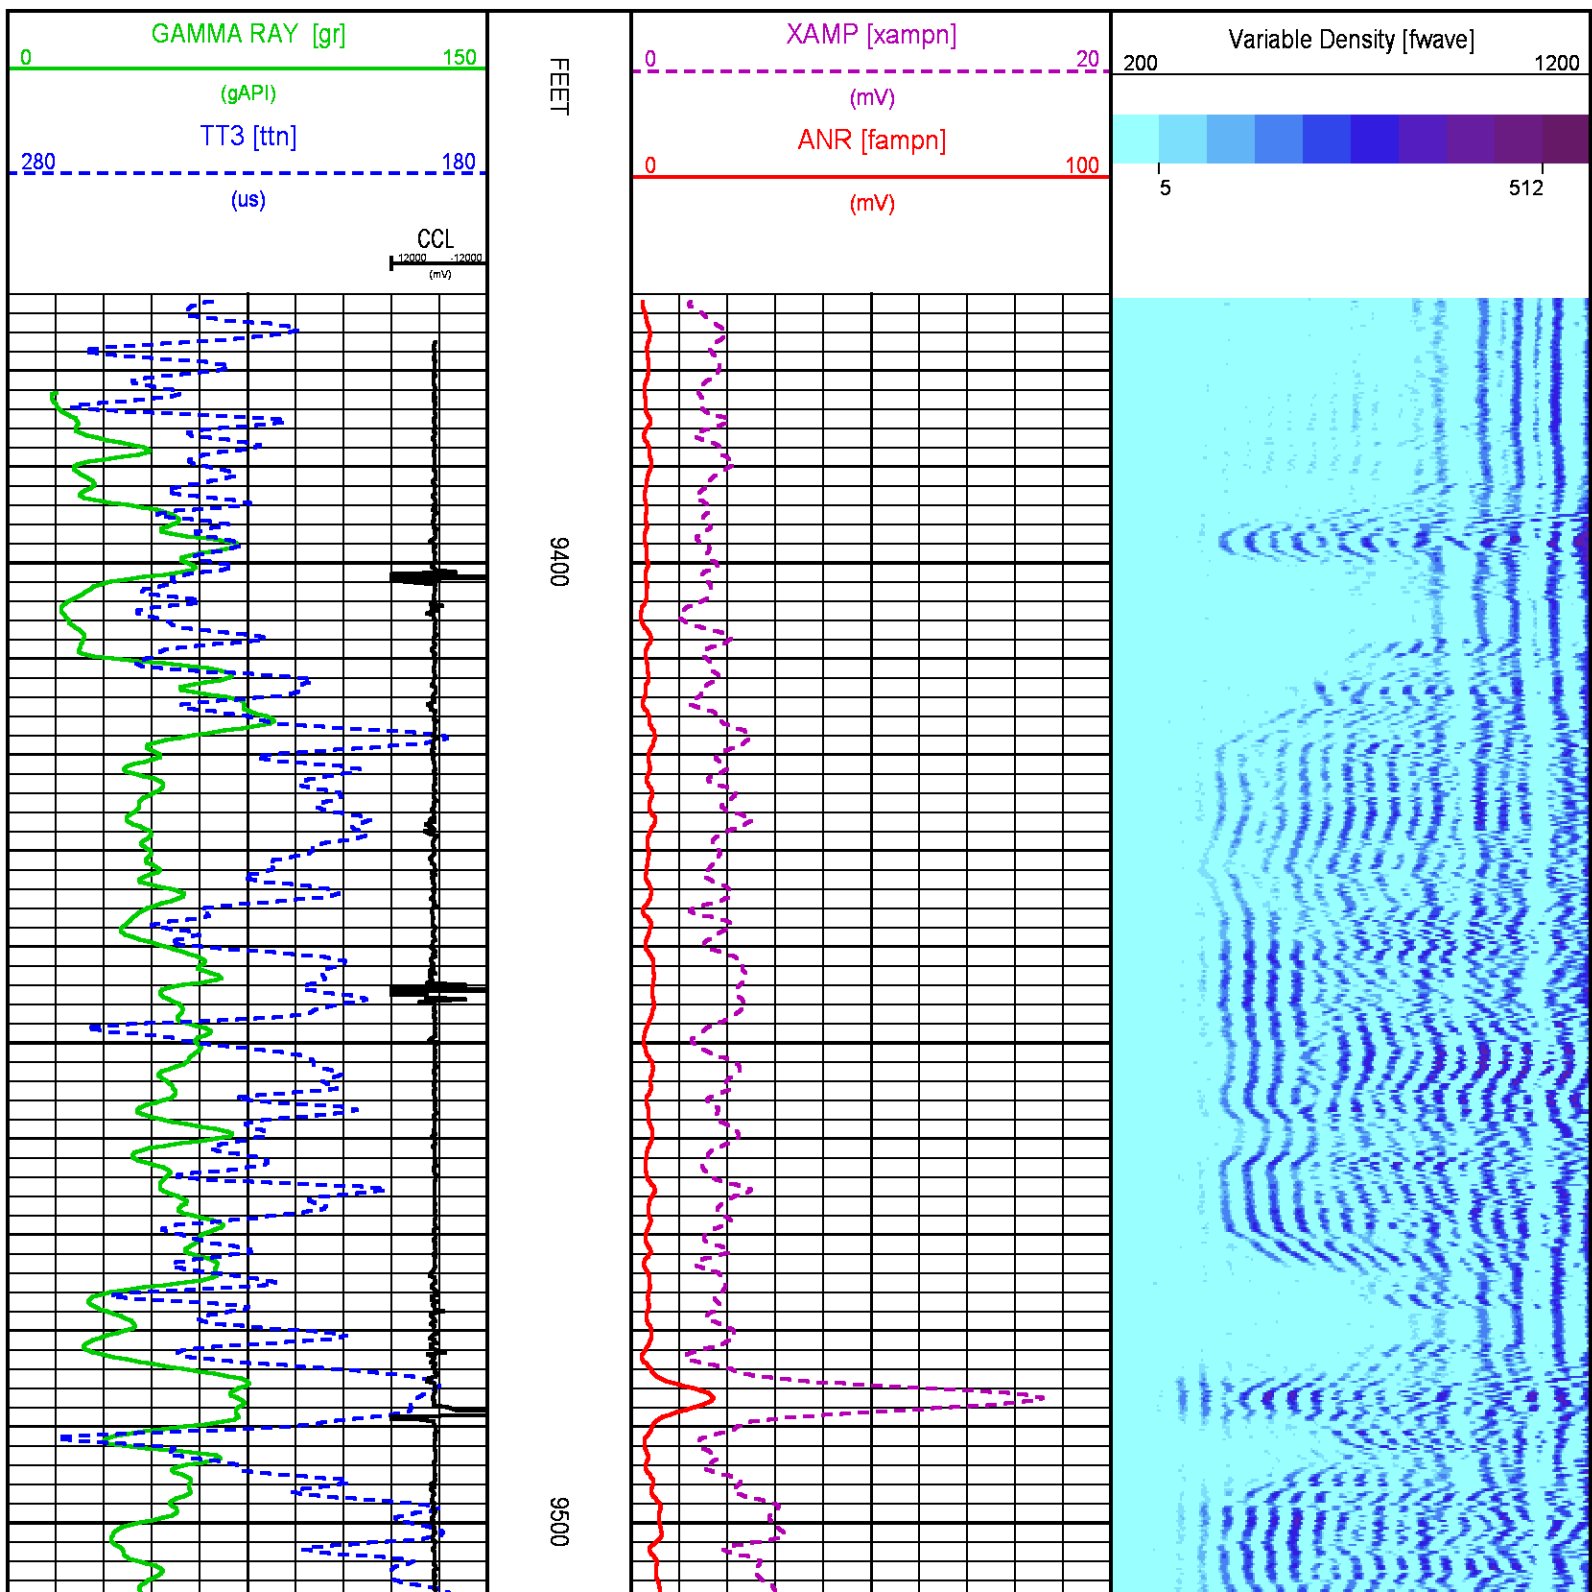 GAMMA RAY [gr]
0 150
(gAPI)
TT3 [ttn]
280 180
(us)
CCL
12000 -12000
(mV)
FEET
XAMP [xampn]
0 20
(mV)
ANR [fampn]
0 100
(mV)
Variable Density [fwave]
200 1200
5 512
9400
9500